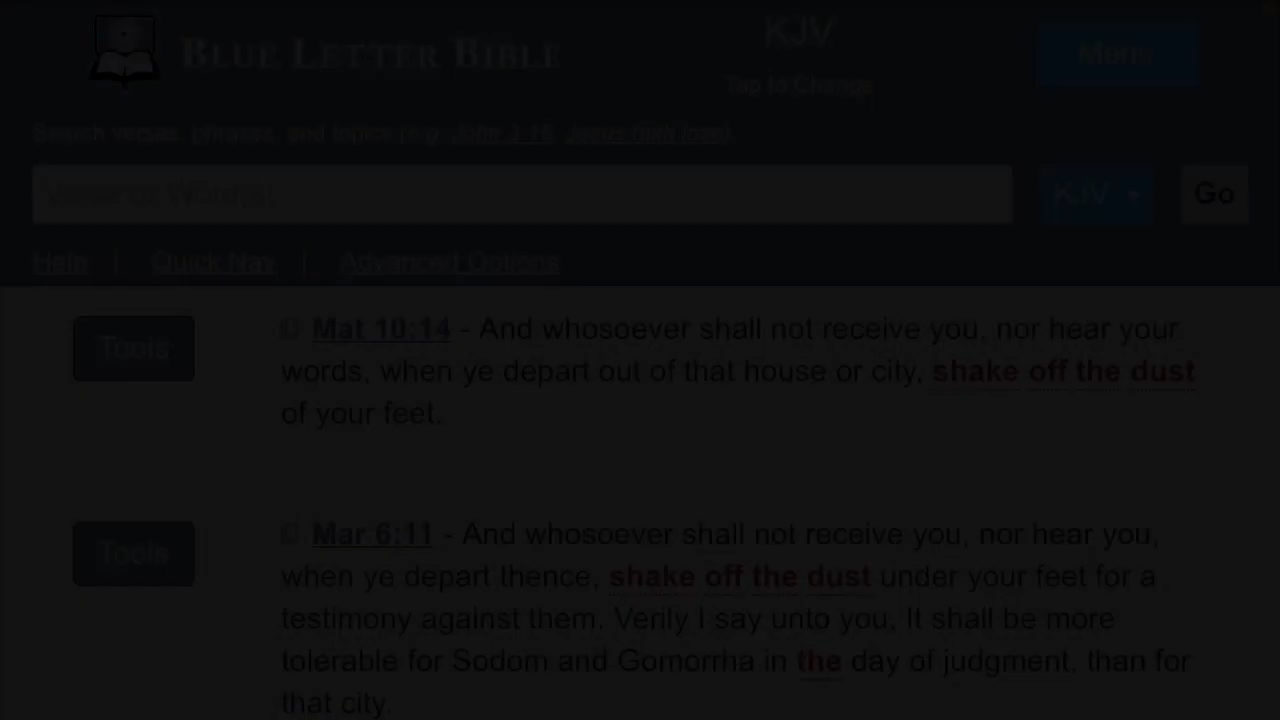 BLUE LETTER BIBLE
KJV
Tap to Change
Menu
Search verses, phrases, and topics (e.g. John 3:16, Jesus faith love)
Verse or Word(s)
KJV
Go
Help | Quick Nav | Advanced Options
Tools
Mat 10:14 - And whosoever shall not receive you, nor hear your
words, when ye depart out of that house or city, shake off the dust
of your feet.
Tools
Mar 6:11 - And whosoever shall not receive you, nor hear you,
when ye depart thence, shake off the dust under your feet for a
testimony against them. Verily I say unto you, It shall be more
tolerable for Sodom and Gomorrha in the day of judgment, than for
that city.